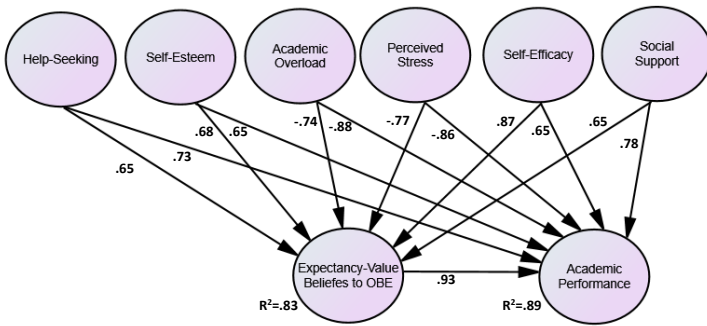 Help-Seeking
Self-Esteem
Academic
Overload
Perceived
Stress
Self-Efficacy
Social
Support
.65
.73
.68
.65
-.74
-.88
-.77
-.86
.87
.65
.65
.78
Expectancy-Value
Beliefes to OBE
R²=.83
.93
Academic
Performance
R²=.89